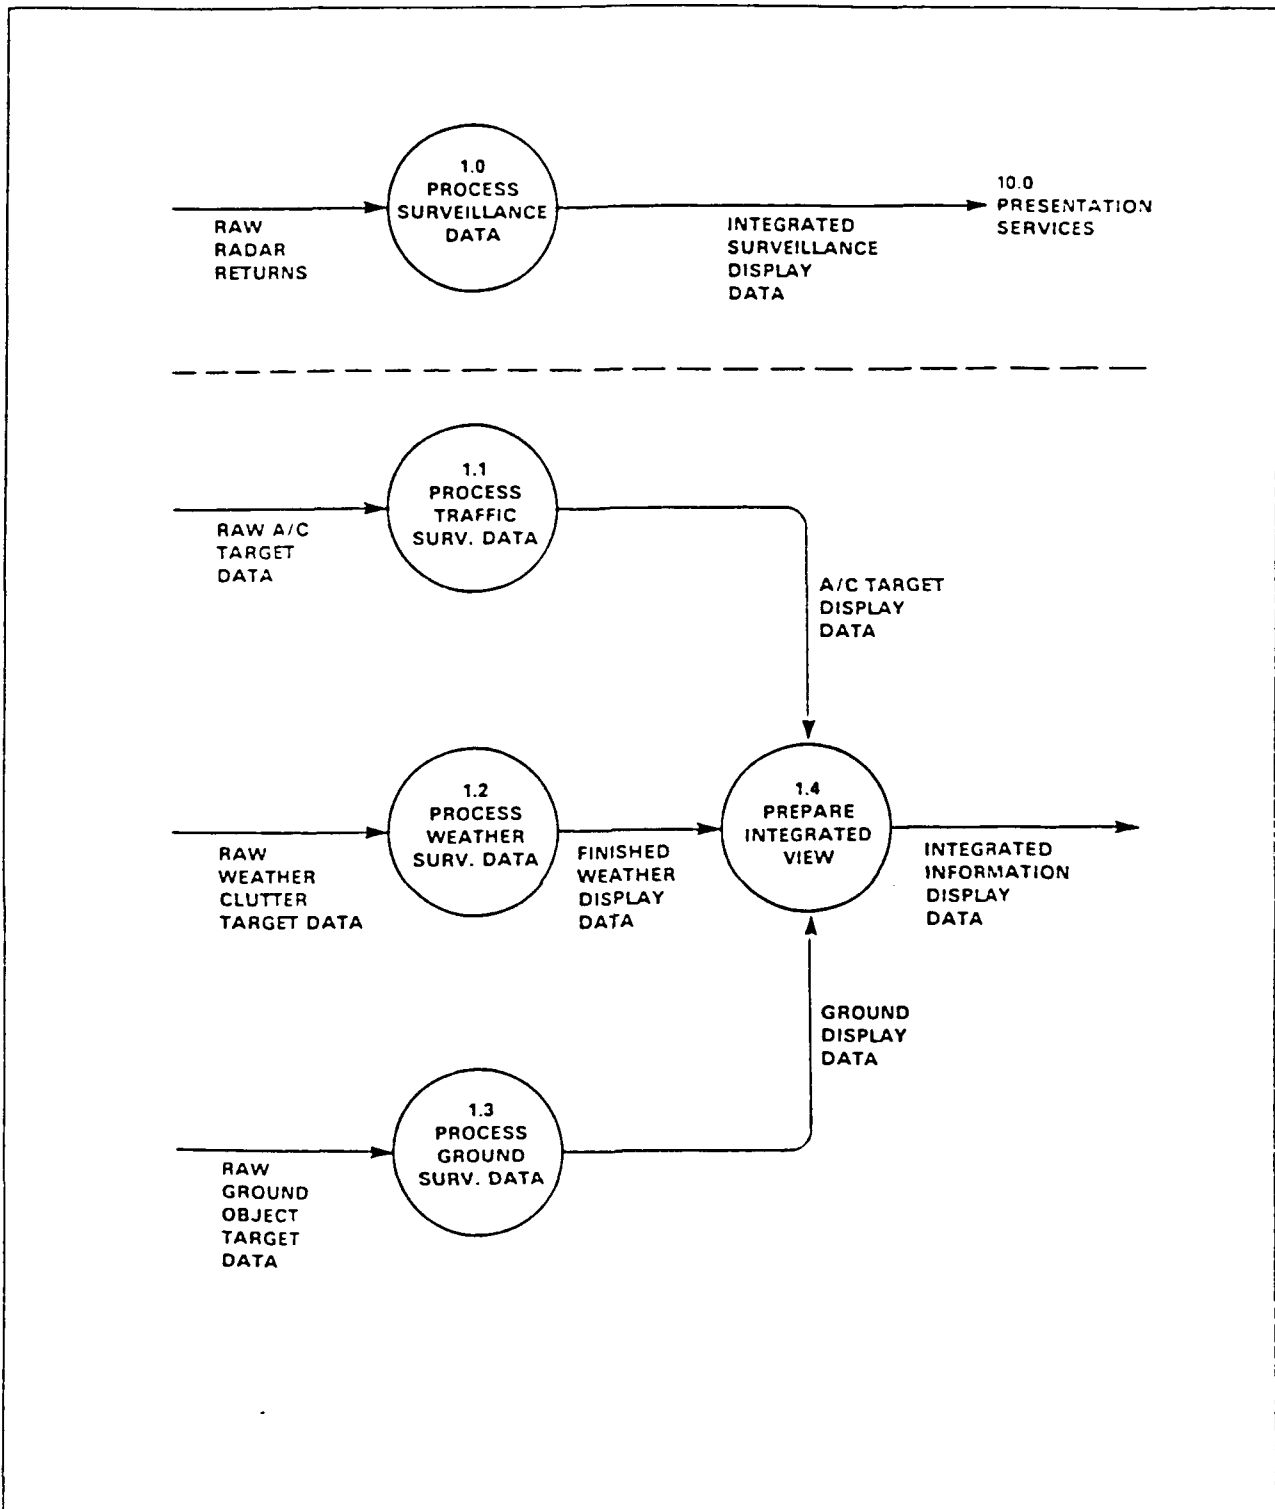 1.0
PROCESS
SURVEILLANCE
DATA
RAW
RADAR
RETURNS
INTEGRATED
SURVEILLANCE
DISPLAY
DATA
10.0
PRESENTATION
SERVICES
1.1
PROCESS
TRAFFIC
SURV. DATA
RAW A/C
TARGET
DATA
A/C TARGET
DISPLAY
DATA
1.2
PROCESS
WEATHER
SURV. DATA
RAW
WEATHER
CLUTTER
TARGET DATA
FINISHED
WEATHER
DISPLAY
DATA
1.4
PREPARE
INTEGRATED
VIEW
INTEGRATED
INFORMATION
DISPLAY
DATA
GROUND
DISPLAY
DATA
1.3
PROCESS
GROUND
SURV. DATA
RAW
GROUND
OBJECT
TARGET
DATA